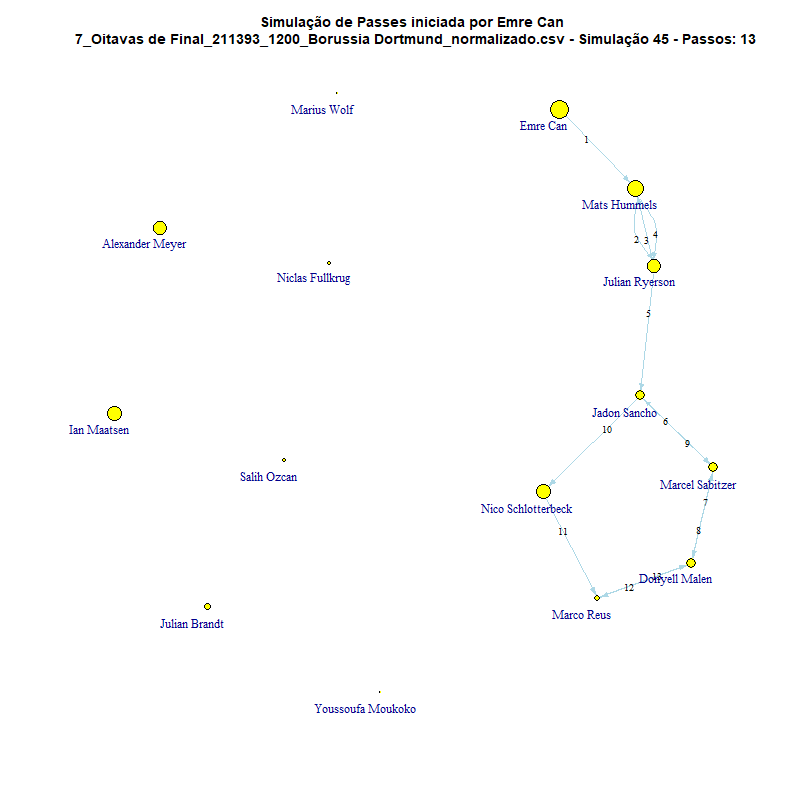 Simulação de Passes iniciada por Emre Can
7_Oitavas de Final_211393_1200_Borussia Dortmund_normalizado.csv - Simulação 45 - Passos: 13
Marius Wolf
Emre Can
1
Mats Hummels
Alexander Meyer
2
3
4
Niclas Fullkrug
Julian Ryerson
5
Jadon Sancho
6
Ian Maatsen
10
9
Salih Ozcan
Marcel Sabitzer
7
Nico Schlotterbeck
11
8
Donyell Malen
13
12
Marco Reus
Julian Brandt
Youssoufa Moukoko